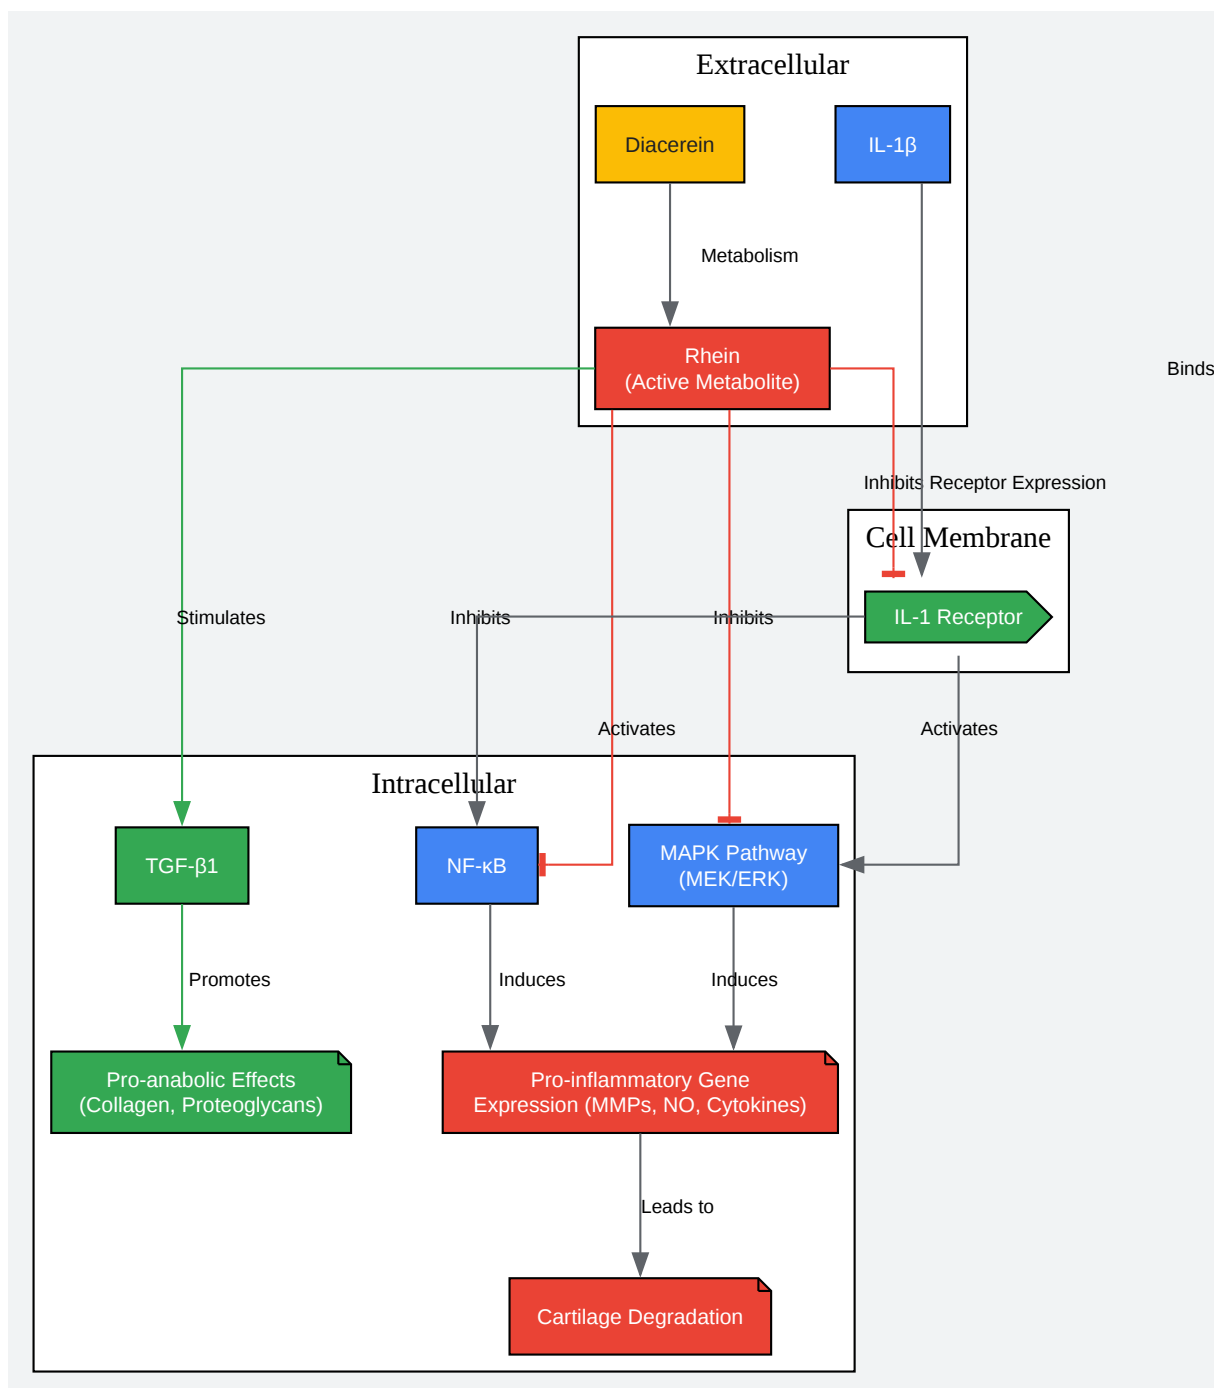 Extracellular
Diacerein
IL-1β
Metabolism
Rhein
(Active Metabolite)
Binds
Inhibits Receptor Expression
Cell Membrane
Stimulates
Inhibits
Inhibits
IL-1 Receptor
Activates
Activates
Intracellular
TGF-β1
NF-κB
MAPK Pathway
(MEK/ERK)
Promotes
Induces
Induces
Pro-anabolic Effects
(Collagen, Proteoglycans)
Pro-inflammatory Gene
Expression (MMPs, NO, Cytokines)
Leads to
Cartilage Degradation